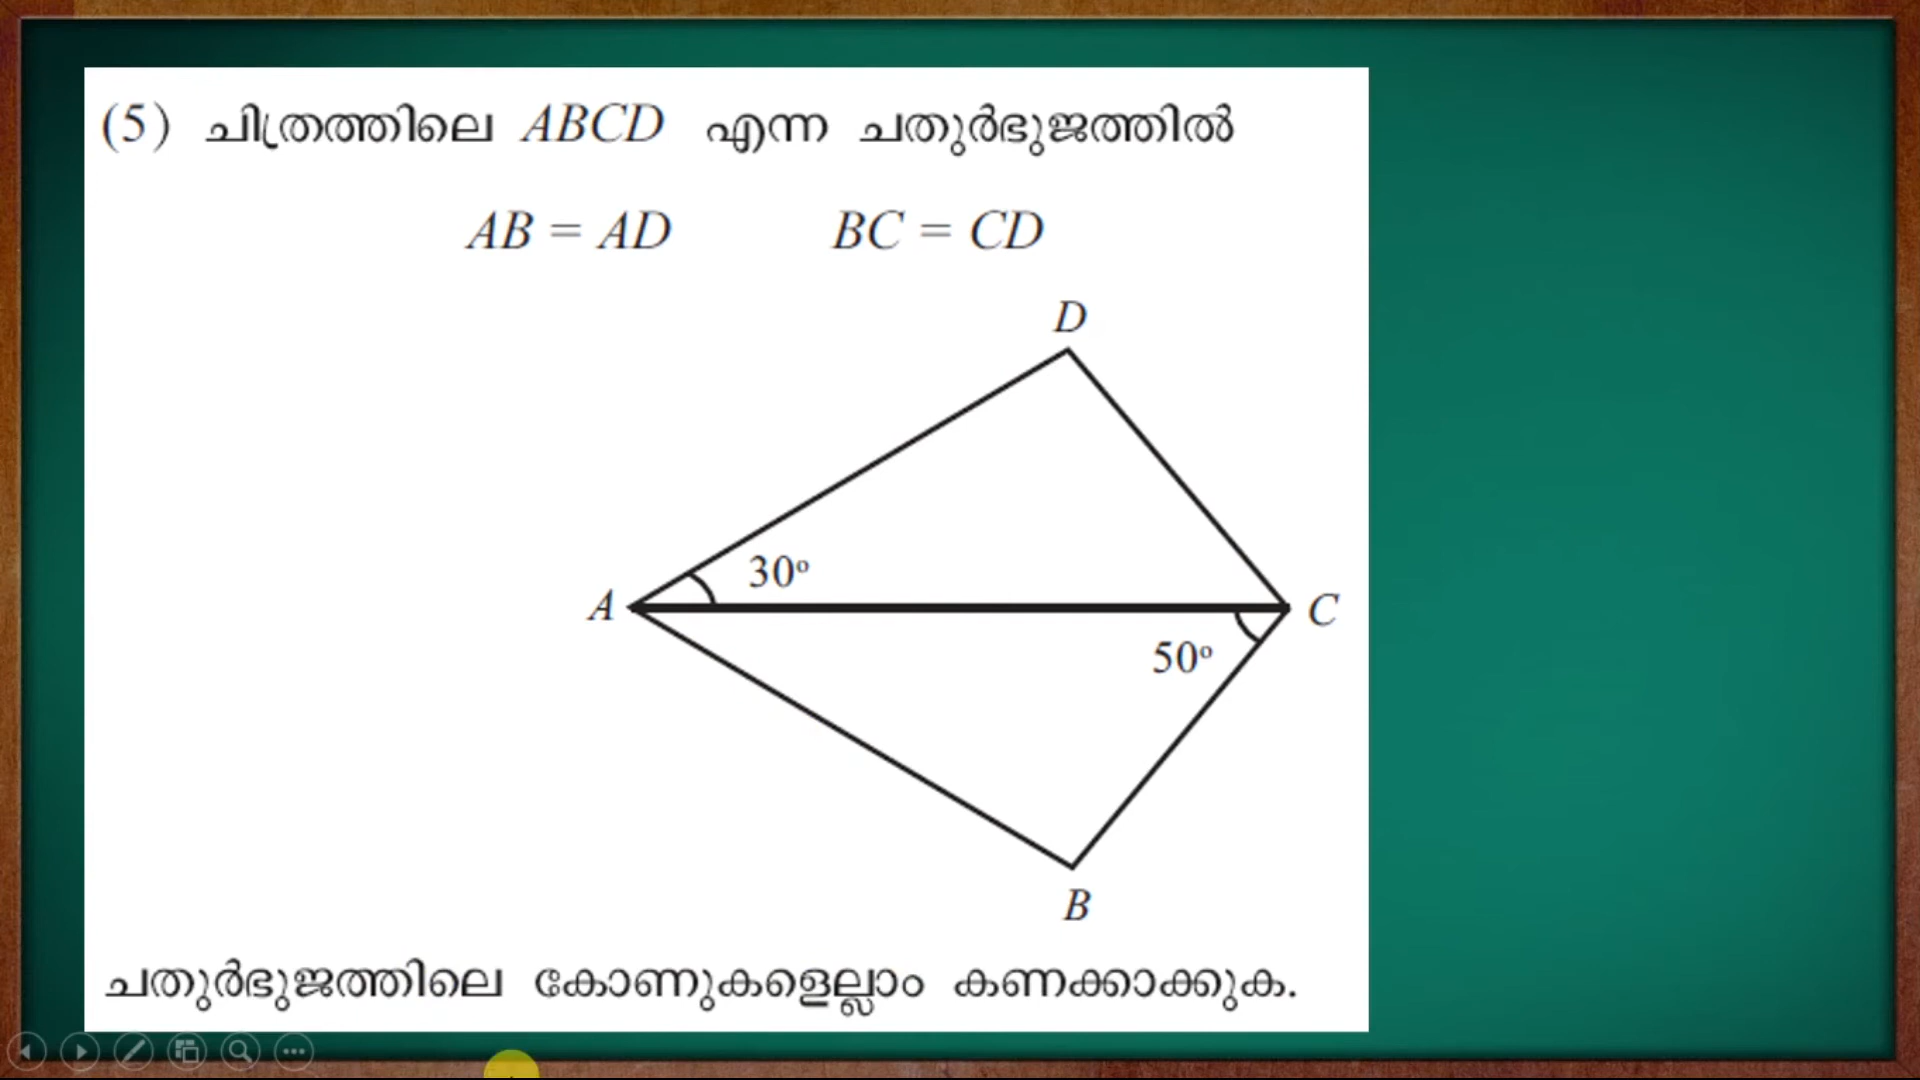 (5) ചിത്രത്തിലെ ABCD എന്ന ചതുർഭുജത്തിൽ
AB = AD BC = CD
D
30°
A
C
50°
B
ചതുർഭുജത്തിലെ കോണുകളെല്ലാം കണക്കാക്കുക.